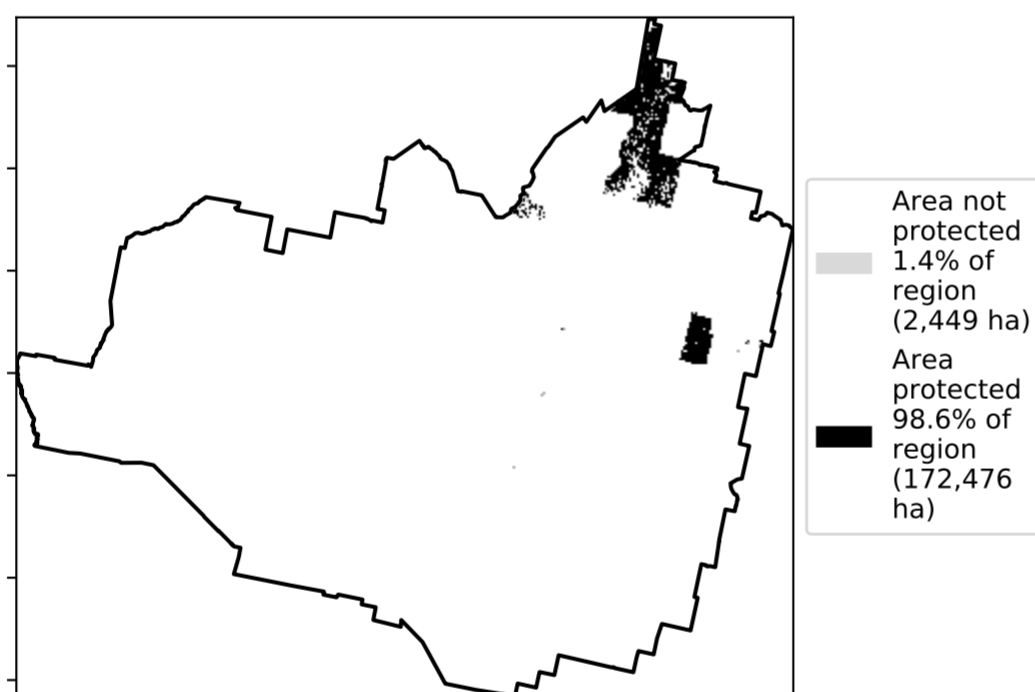 Area not
protected
1.4% of
region
(2,449 ha)
Area
protected
98.6% of
region
(172,476
ha)